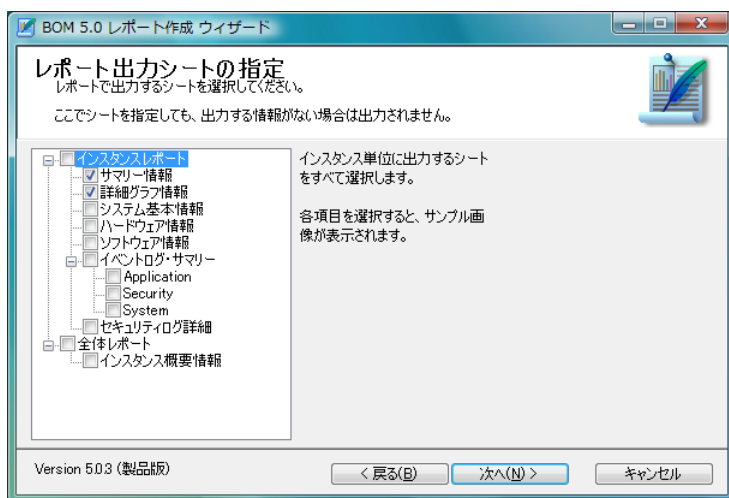 BOM 5.0 レポート作成 ウィザード
レポート出力シートの指定
レポートで出力するシートを選択してください。
ここでシートを指定しても、出力する情報がない場合は出力されません。
インスタンスレポート
サマリー情報
詳細グラフ情報
システム基本情報
ハードウェア情報
ソフトウェア情報
イベントログ・サマリー
Application
Security
System
セキュリティログ詳細
全体レポート
インスタンス概要情報
インスタンス単位に出力するシート
をすべて選択します。
各項目を選択すると、サンプル画
像が表示されます。
Version 5.0.3 (製品版)
< 戻る(B)
次へ(N) >
キャンセル